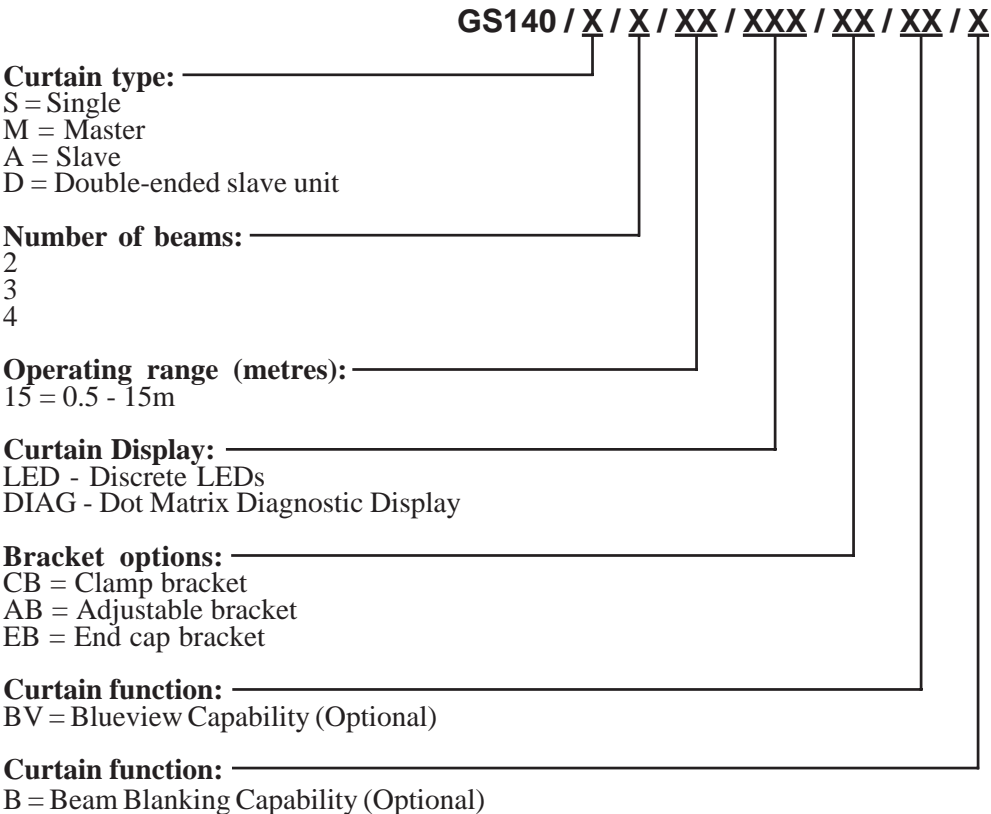 GS140 / X / X / XX / XXX / XX / XX / X
Curtain type:
S = Single
M = Master
A = Slave
D = Double-ended slave unit
Number of beams:
2
3
4
Operating range (metres):
15 = 0.5 - 15m
Curtain Display:
LED - Discrete LEDs
DIAG - Dot Matrix Diagnostic Display
Bracket options:
CB = Clamp bracket
AB = Adjustable bracket
EB = End cap bracket
Curtain function:
BV = Blueview Capability (Optional)
Curtain function:
B = Beam Blanking Capability (Optional)